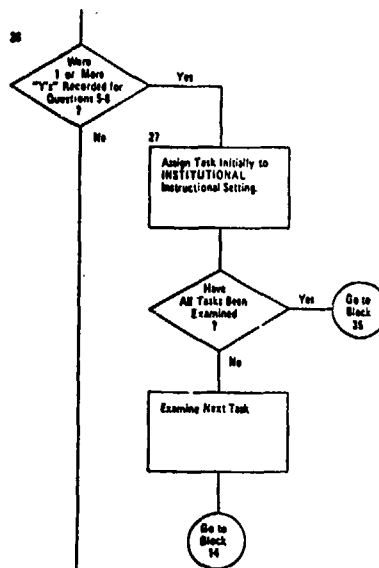 26
Were
1 or More
"Y's" Recorded for
Questions 5-8
?
Yes
No
27
Assign Task Initially to
INSTITUTIONAL
Instructional Setting.
Have
All Tasks Been
Examined
?
Yes
Go to
Block
35
No
Examine Next Task
Go to
Block
14